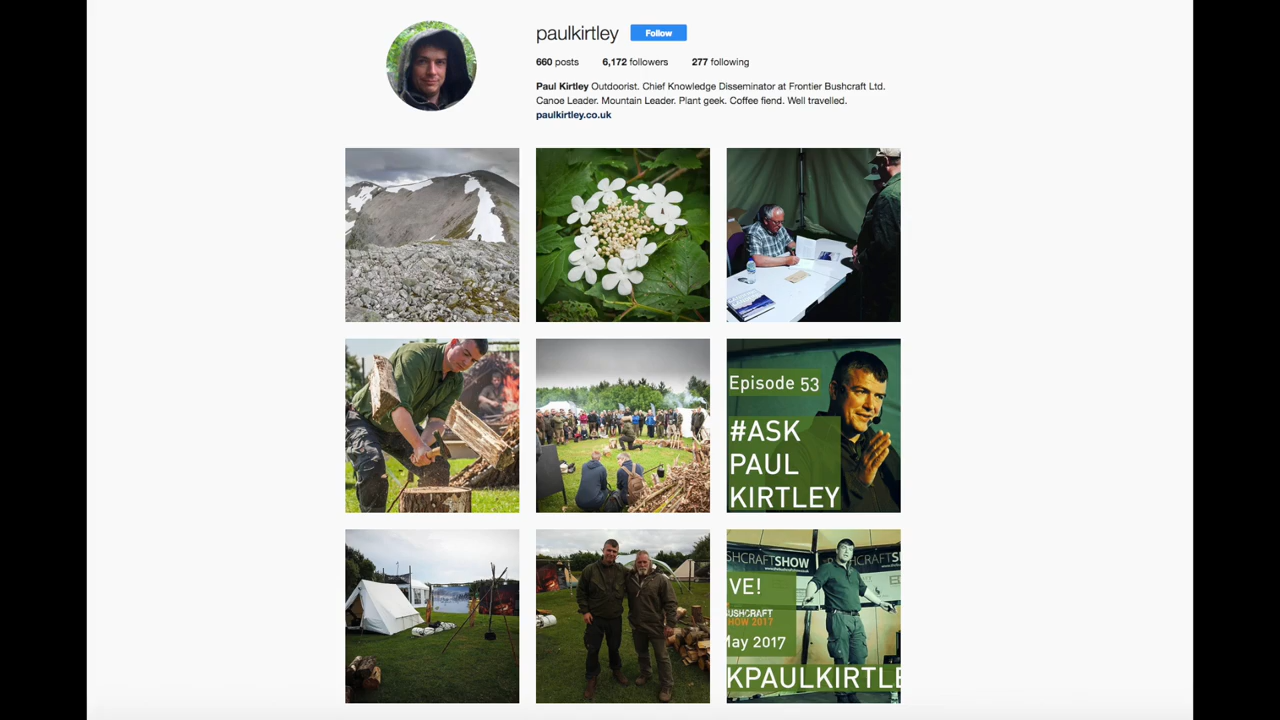 paulkirtley Follow
660 posts 6,172 followers 277 following
Paul Kirtley Outdoorist. Chief Knowledge Disseminator at Frontier Bushcraft Ltd.
Canoe Leader. Mountain Leader. Plant geek. Coffee fiend. Well travelled.
paulkirtley.co.uk
Episode 53
#ASK
PAUL
KIRTLEY
SHCRAFTSHOW
CRAFTSHOW
VE!
BUSHCRAFT
HOW 2017
May 2017
KPAULKIRTLE